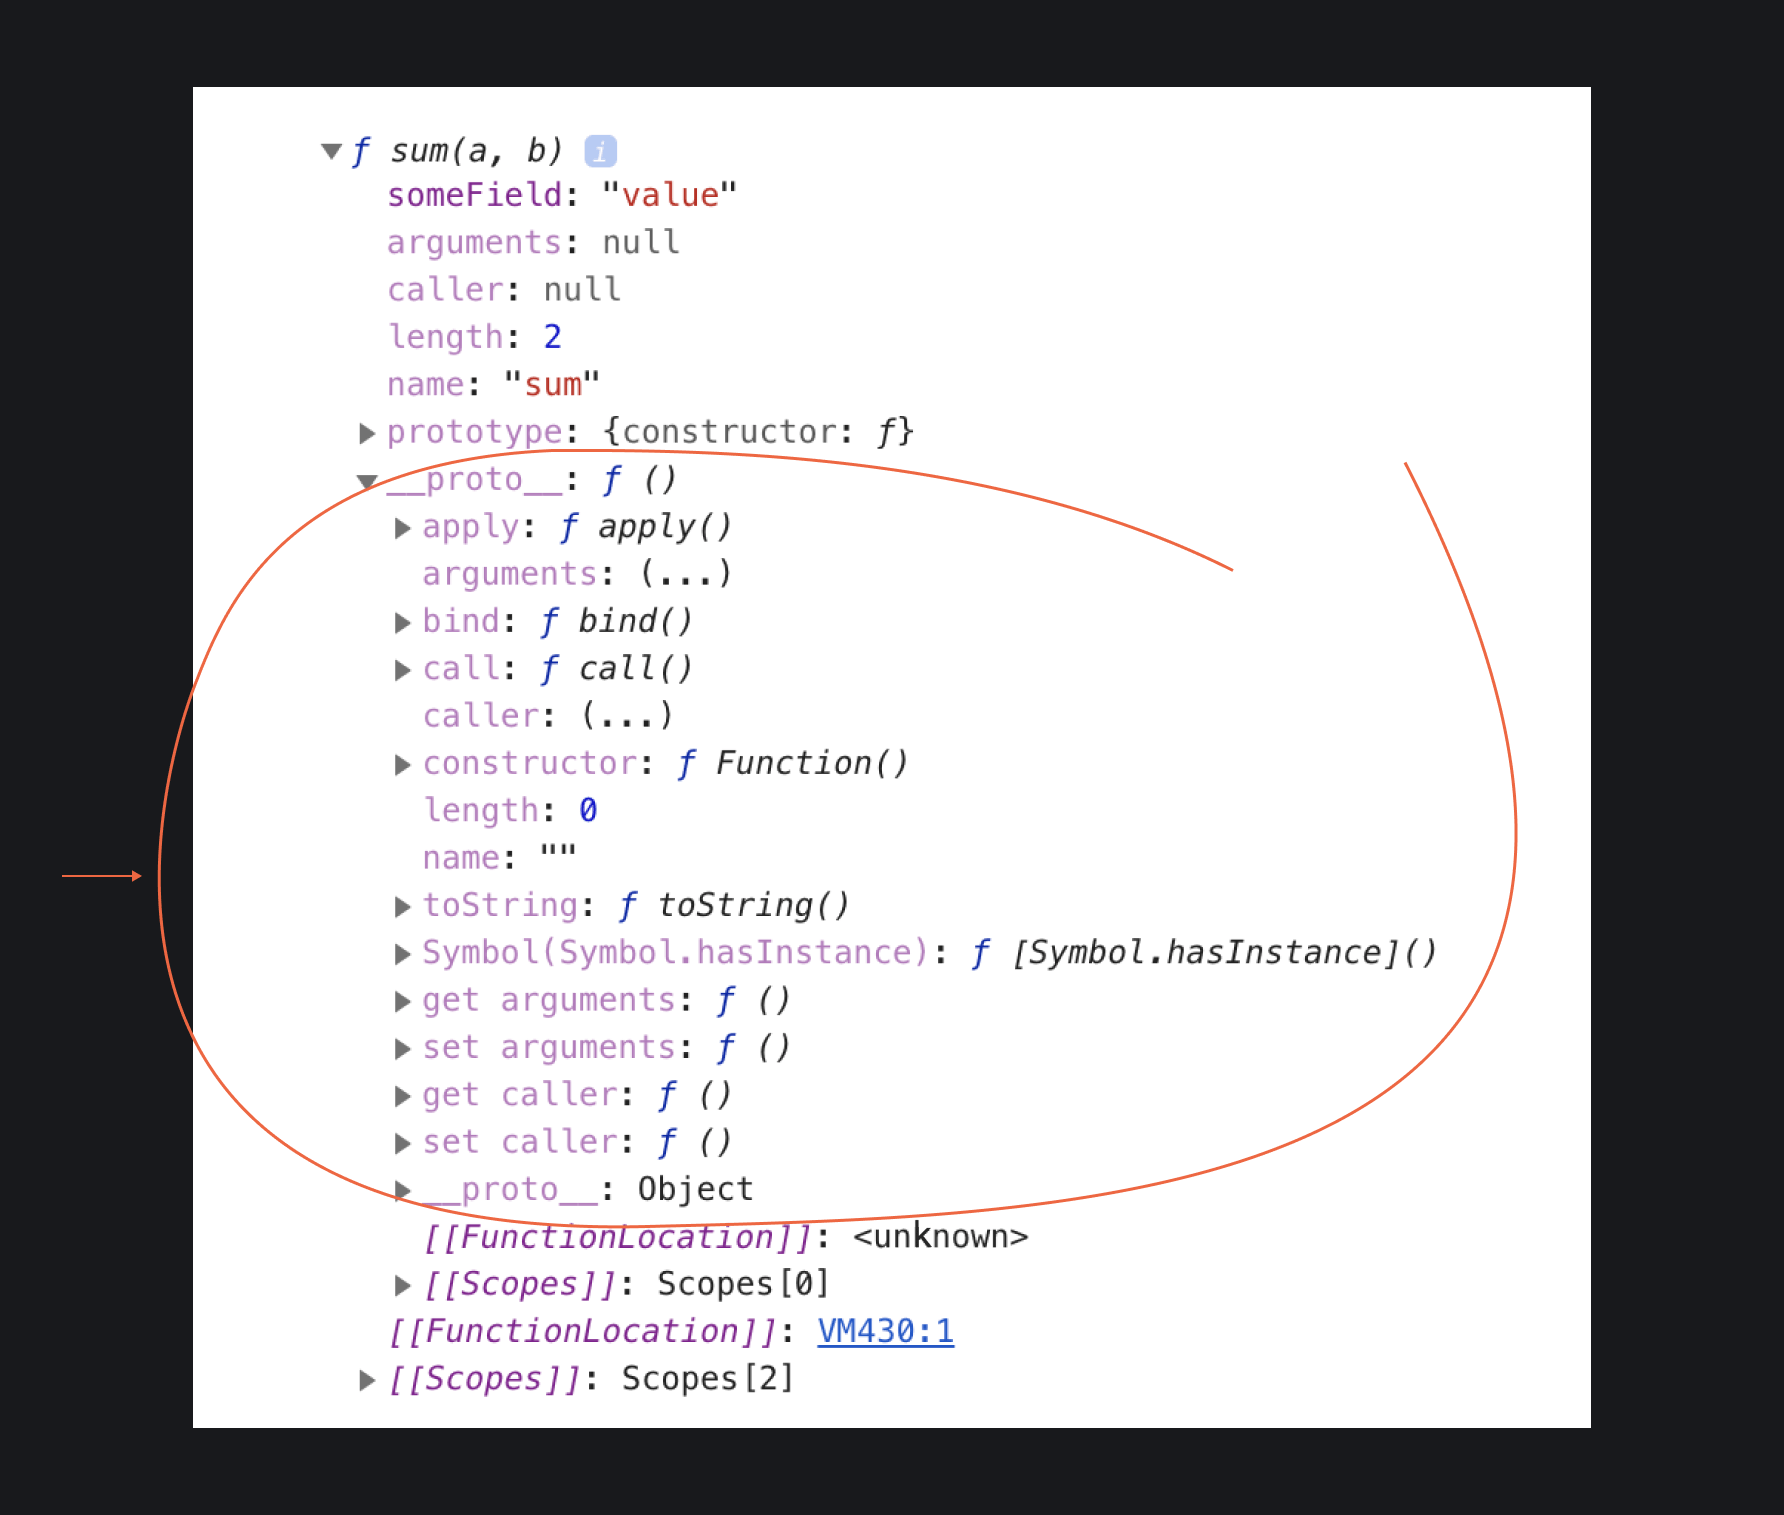 ▼ƒ sum(a, b) i
someField: "value"
arguments: null
caller: null
length: 2
name: "sum"
▶ prototype: {constructor: ƒ}
▼ __proto__: ƒ ()
▶ apply: ƒ apply()
arguments: (...)
▶ bind: ƒ bind()
▶ call: ƒ call()
caller: (...)
▶ constructor: ƒ Function()
length: 0
name: ""
▶ toString: ƒ toString()
▶ Symbol(Symbol.hasInstance): ƒ [Symbol.hasInstance]()
▶ get arguments: ƒ ()
▶ set arguments: ƒ ()
▶ get caller: ƒ ()
▶ set caller: ƒ ()
▶ __proto__: Object
[[FunctionLocation]]: <unknown>
▶ [[Scopes]]: Scopes[0]
[[FunctionLocation]]: VM430:1
▶ [[Scopes]]: Scopes[2]